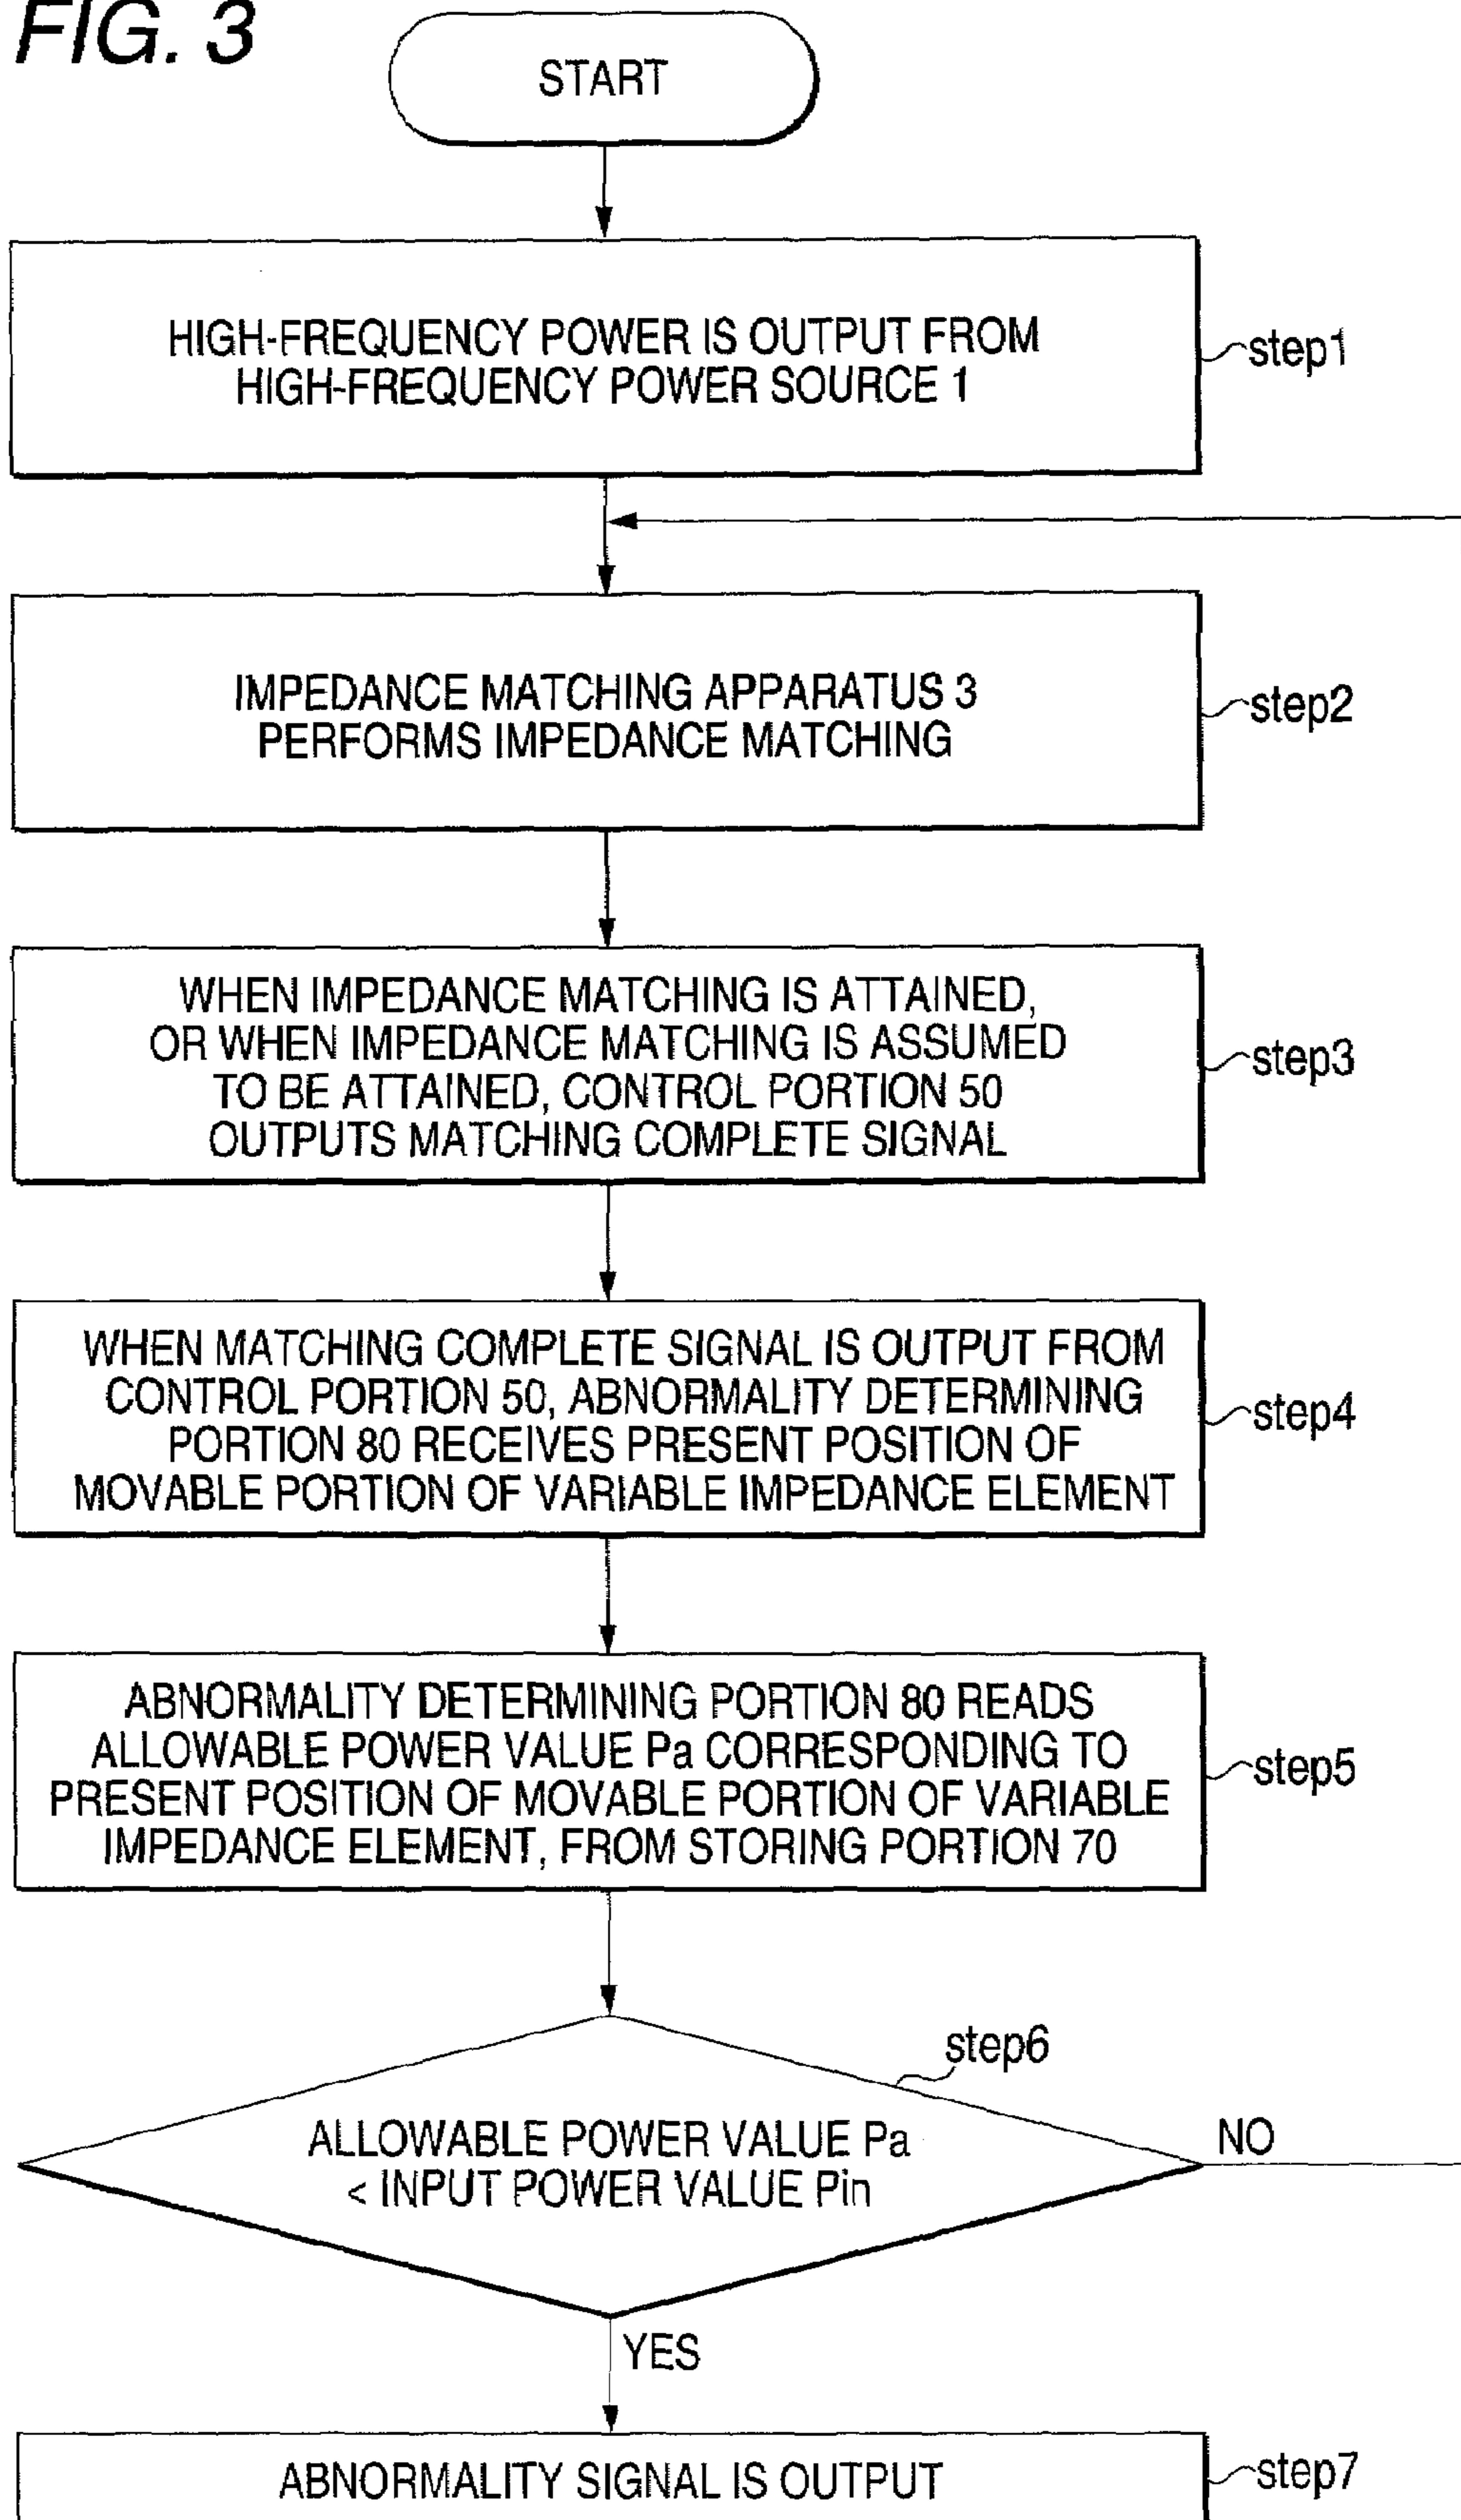 FIG. 3
START
HIGH-FREQUENCY POWER IS OUTPUT FROM
HIGH-FREQUENCY POWER SOURCE 1
step1
IMPEDANCE MATCHING APPARATUS 3
PERFORMS IMPEDANCE MATCHING
step2
WHEN IMPEDANCE MATCHING IS ATTAINED,
OR WHEN IMPEDANCE MATCHING IS ASSUMED
TO BE ATTAINED, CONTROL PORTION 50
OUTPUTS MATCHING COMPLETE SIGNAL
step3
WHEN MATCHING COMPLETE SIGNAL IS OUTPUT FROM
CONTROL PORTION 50, ABNORMALITY DETERMINING
PORTION 80 RECEIVES PRESENT POSITION OF
MOVABLE PORTION OF VARIABLE IMPEDANCE ELEMENT
step4
ABNORMALITY DETERMINING PORTION 80 READS
ALLOWABLE POWER VALUE Pa CORRESPONDING TO
PRESENT POSITION OF MOVABLE PORTION OF VARIABLE
IMPEDANCE ELEMENT, FROM STORING PORTION 70
step5
step6
ALLOWABLE POWER VALUE Pa
< INPUT POWER VALUE Pin
NO
YES
ABNORMALITY SIGNAL IS OUTPUT
step7